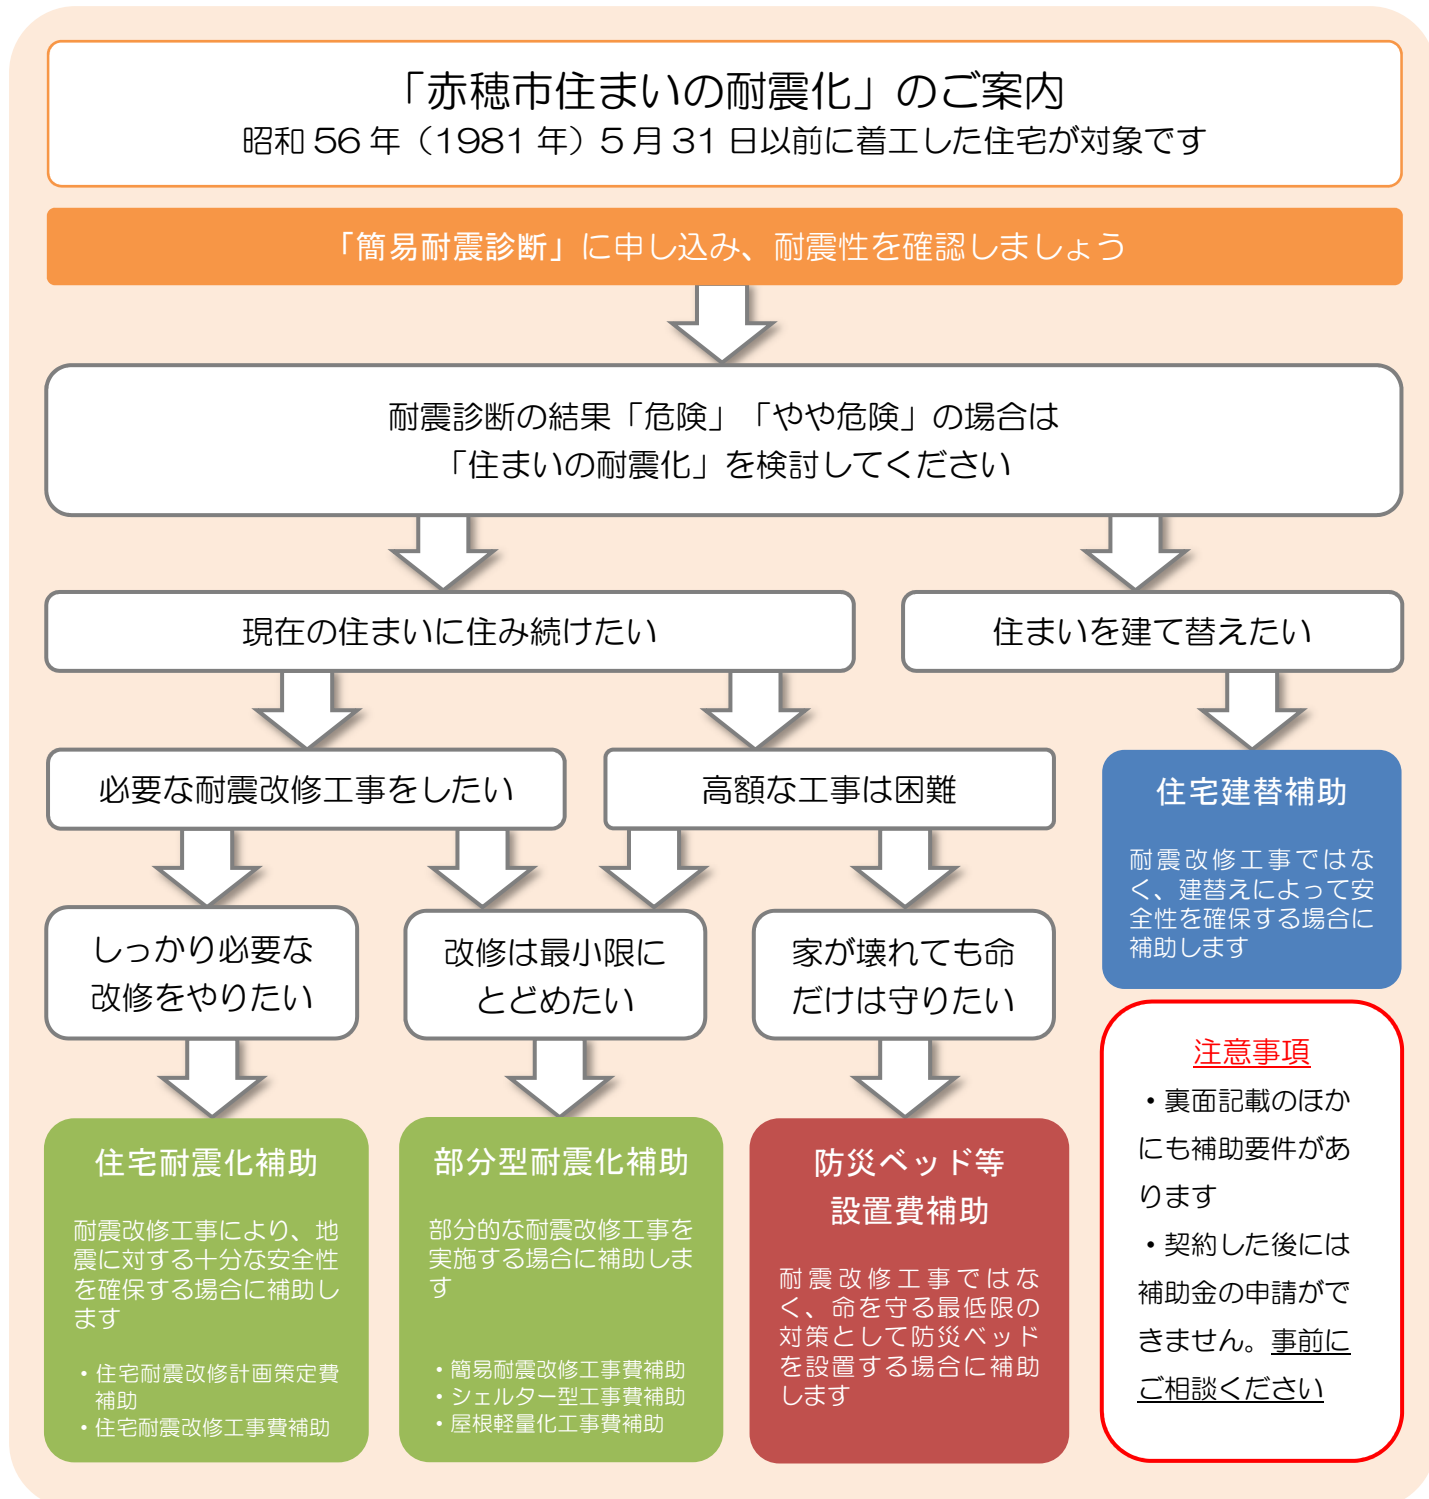 「赤穂市住まいの耐震化」のご案内
昭和 56 年（1981 年）5 月 31 日以前に着工した住宅が対象です
「簡易耐震診断」に申し込み、耐震性を確認しましょう
耐震診断の結果「危険」「やや危険」の場合は
「住まいの耐震化」を検討してください
現在の住まいに住み続けたい
住まいを建て替えたい
必要な耐震改修工事をしたい
高額な工事は困難
住宅建替補助
耐震改修工事ではな
く、建替えによって安
全性を確保する場合に
補助します
しっかり必要な
改修をやりたい
改修は最小限に
とどめたい
家が壊れても命
だけは守りたい
住宅耐震化補助
耐震改修工事により、地
震に対する十分な安全性
を確保する場合に補助し
ます
・住宅耐震改修計画策定費
補助
・住宅耐震改修工事費補助
部分型耐震化補助
部分的な耐震改修工事を
実施する場合に補助しま
す
・簡易耐震改修工事費補助
・シェルター型工事費補助
・屋根軽量化工事費補助
防災ベッド等
設置費補助
耐震改修工事ではな
く、命を守る最低限の
対策として防災ベッド
を設置する場合に補助
します
注意事項
・裏面記載のほか
にも補助要件があ
ります
・契約した後には
補助金の申請がで
きません。事前に
ご相談ください